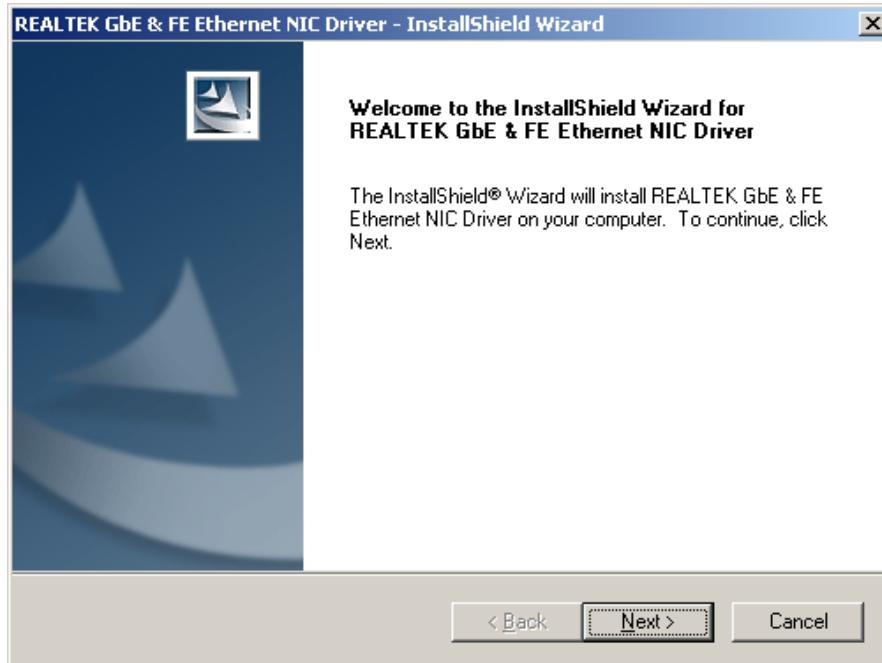 REALTEK GbE & FE Ethernet NIC Driver - InstallShield Wizard
Welcome to the InstallShield Wizard for
REALTEK GbE & FE Ethernet NIC Driver
The InstallShield® Wizard will install REALTEK GbE & FE
Ethernet NIC Driver on your computer. To continue, click
Next.
< Back
Next >
Cancel